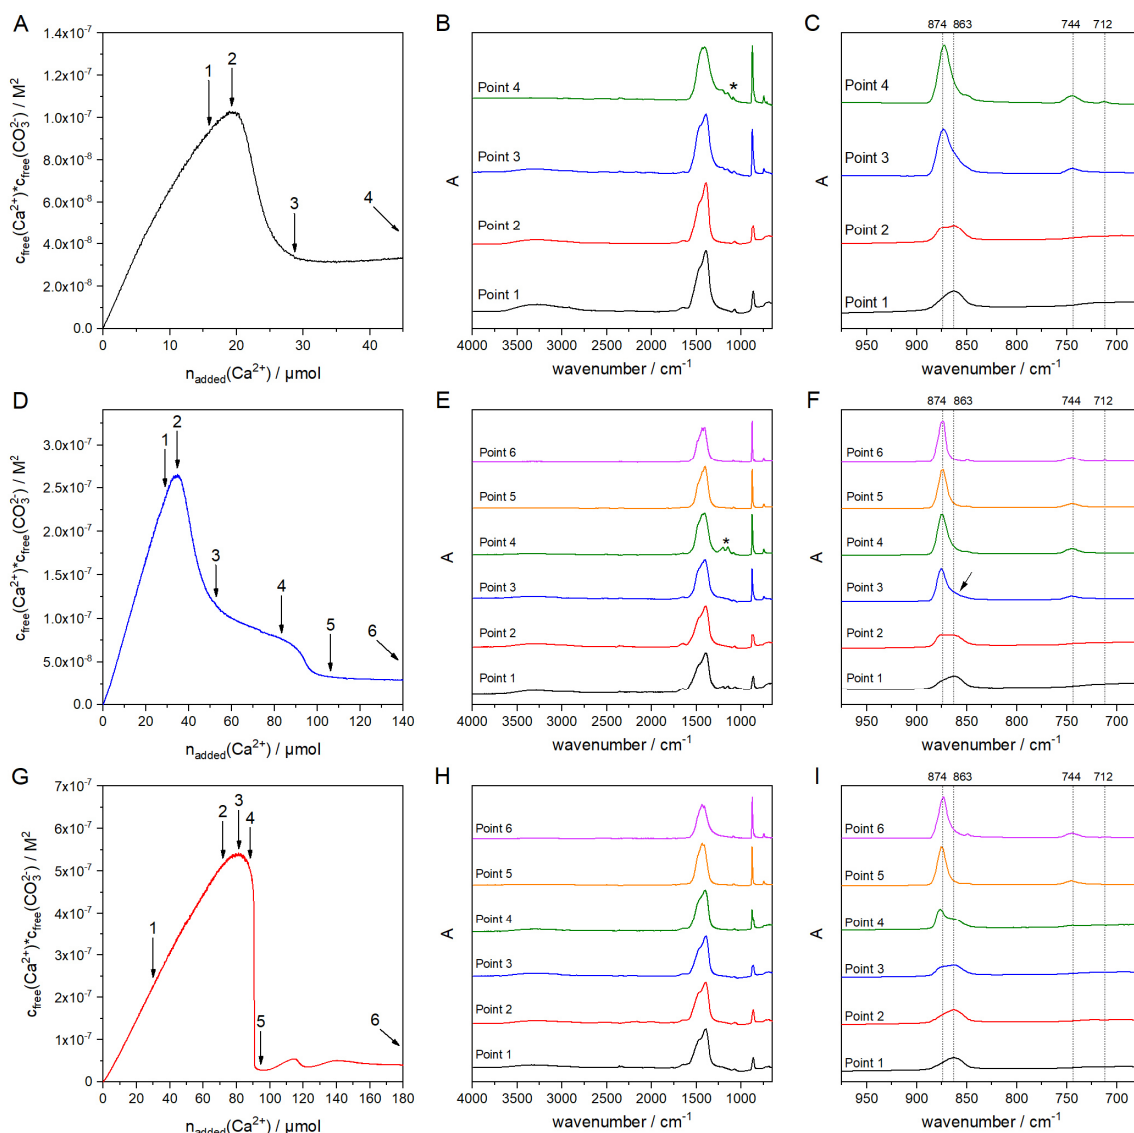 A
B
C
874 863 744 712
1.4x10⁻⁷
1.2x10⁻⁷
1.0x10⁻⁷
8.0x10⁻⁸
6.0x10⁻⁸
4.0x10⁻⁸
2.0x10⁻⁸
0.0
c_free(Ca²⁺)*c_free(CO₃²⁻) / M²
1
2
3
4
0 10 20 30 40
n_added(Ca²⁺) / µmol
A
Point 4
*
Point 3
Point 2
Point 1
4000 3500 3000 2500 2000 1500 1000
wavenumber / cm⁻¹
A
Point 4
Point 3
Point 2
Point 1
950 900 850 800 750 700
wavenumber / cm⁻¹
D
E
F
874 863 744 712
3.0x10⁻⁷
2.5x10⁻⁷
2.0x10⁻⁷
1.5x10⁻⁷
1.0x10⁻⁷
5.0x10⁻⁸
0.0
c_free(Ca²⁺)*c_free(CO₃²⁻) / M²
1
2
3
4
5
6
0 20 40 60 80 100 120 140
n_added(Ca²⁺) / µmol
A
Point 6
Point 5
Point 4
*
Point 3
Point 2
Point 1
4000 3500 3000 2500 2000 1500 1000
wavenumber / cm⁻¹
A
Point 6
Point 5
Point 4
Point 3
Point 2
Point 1
950 900 850 800 750 700
wavenumber / cm⁻¹
G
H
I
874 863 744 712
7x10⁻⁷
6x10⁻⁷
5x10⁻⁷
4x10⁻⁷
3x10⁻⁷
2x10⁻⁷
1x10⁻⁷
0
c_free(Ca²⁺)*c_free(CO₃²⁻) / M²
1
2
3
4
5
6
0 20 40 60 80 100 120 140 160 180
n_added(Ca²⁺) / µmol
A
Point 6
Point 5
Point 4
Point 3
Point 2
Point 1
4000 3500 3000 2500 2000 1500 1000
wavenumber / cm⁻¹
A
Point 6
Point 5
Point 4
Point 3
Point 2
Point 1
950 900 850 800 750 700
wavenumber / cm⁻¹